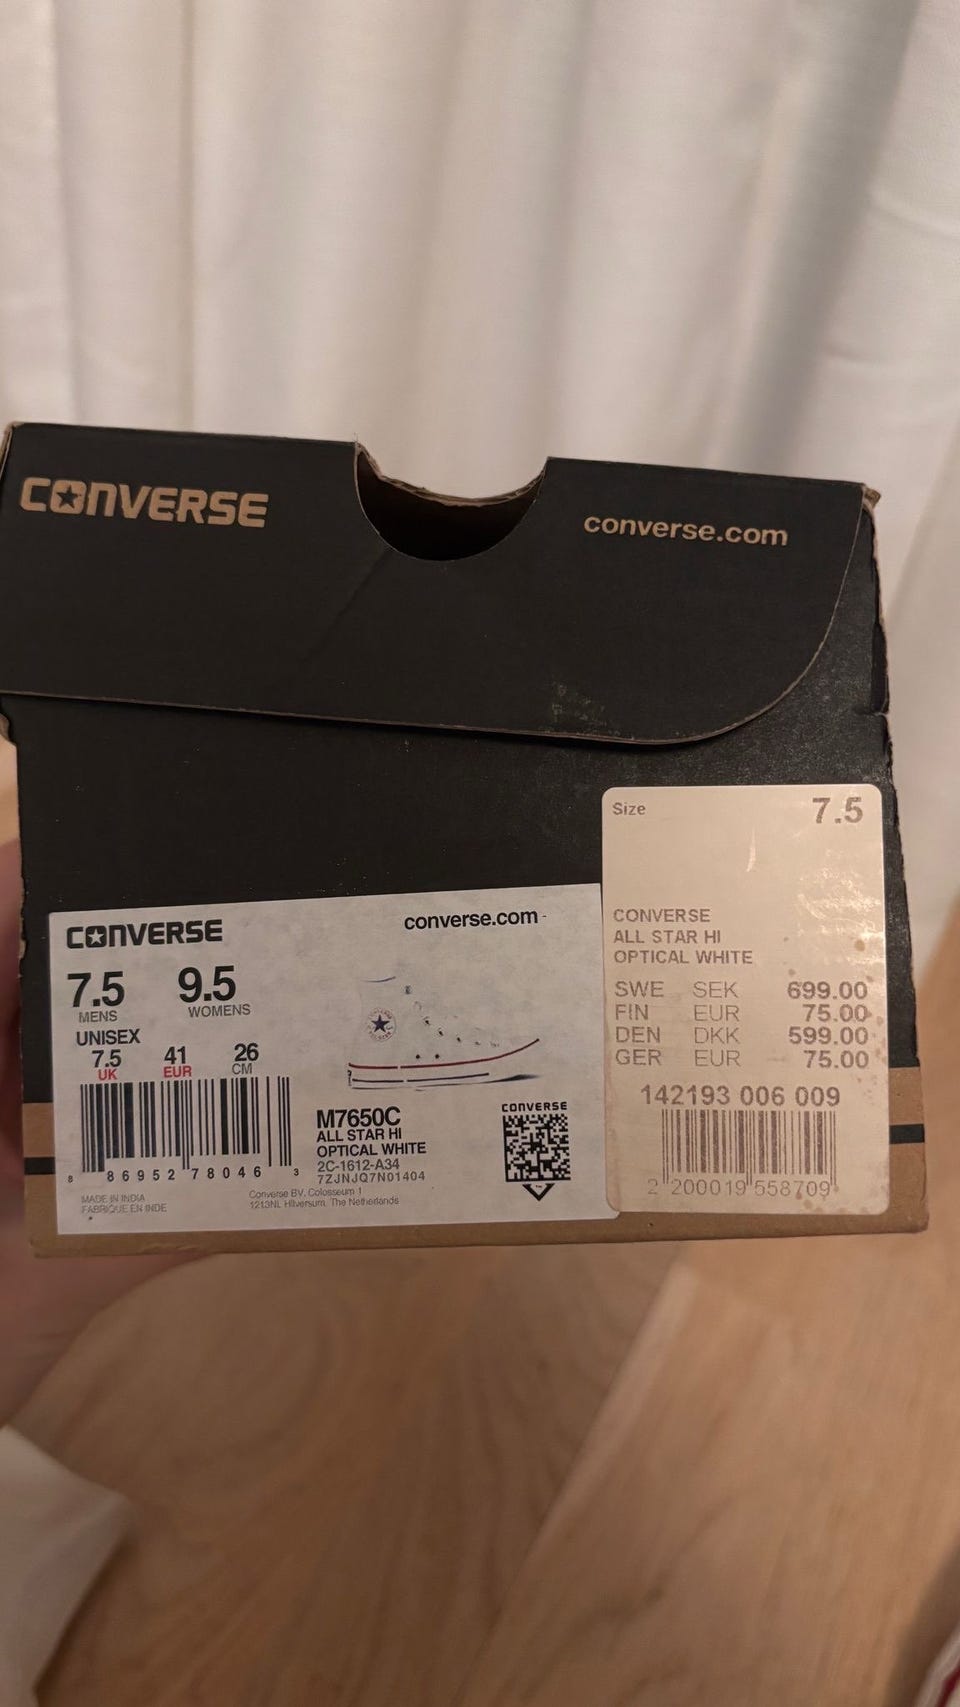 CONVERSE
converse.com
Size 7.5
CONVERSE
ALL STAR HI
OPTICAL WHITE
SWE SEK 699.00
FIN EUR 75.00
DEN DKK 599.00
GER EUR 75.00
142193 006 009
2 200019 558709
CONVERSE
converse.com
7.5 9.5
MENS WOMENS
UNISEX
7.5 41 26
UK EUR CM
8 86952 78046 3
M7650C
ALL STAR HI
OPTICAL WHITE
2C-1612-A34
7ZJNJQ7N01404
CONVERSE
MADE IN INDIA
FABRIQUE EN INDE
Converse BV, Colosseum 1
1213NL Hilversum, The Netherlands